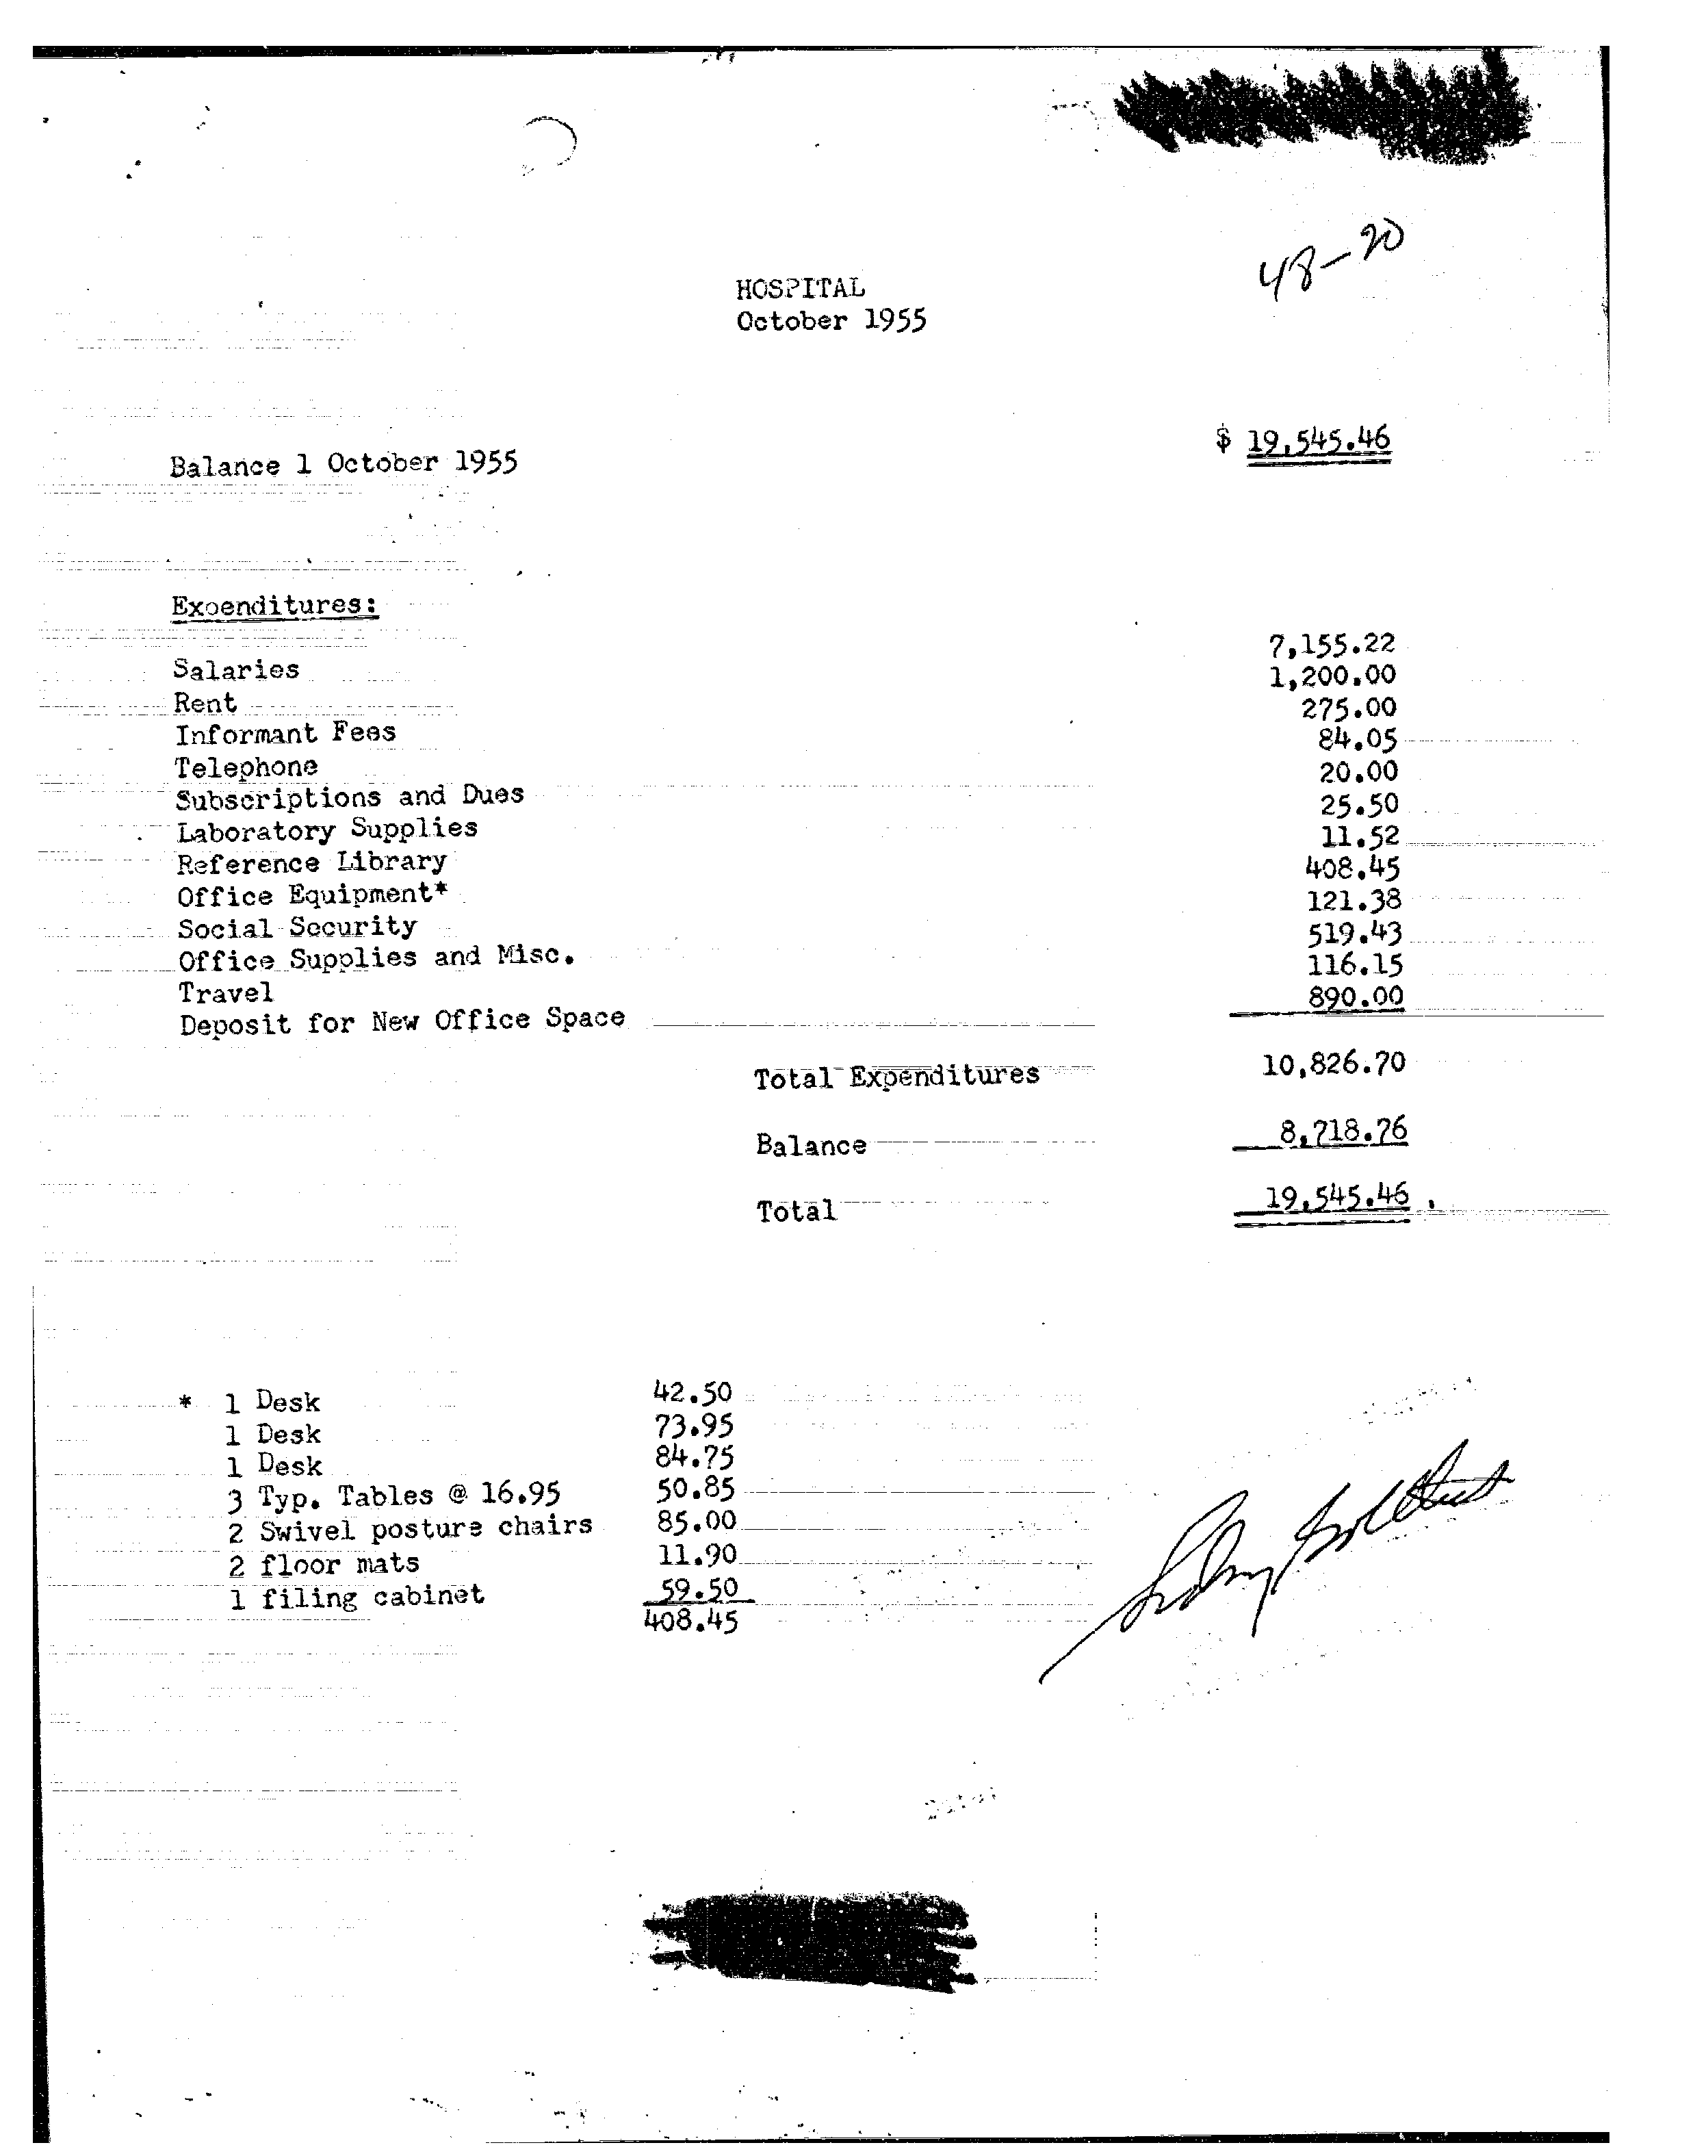 48-20
HOSPITAL
October 1955
Balance 1 October 1955 $ 19,545.46
Expenditures:
Salaries 7,155.22
Rent 1,200.00
Informant Fees 275.00
Telephone 84.05
Subscriptions and Dues 20.00
Laboratory Supplies 25.50
Reference Library 11.52
Office Equipment* 408.45
Social Security 121.38
Office Supplies and Misc. 519.43
Travel 116.15
Deposit for New Office Space 890.00
Total Expenditures 10,826.70
Balance 8,718.76
Total 19,545.46
* 1 Desk 42.50
1 Desk 73.95
1 Desk 84.75
3 Typ. Tables @ 16.95 50.85
2 Swivel posture chairs 85.00
2 floor mats 11.90
1 filing cabinet 59.50
408.45